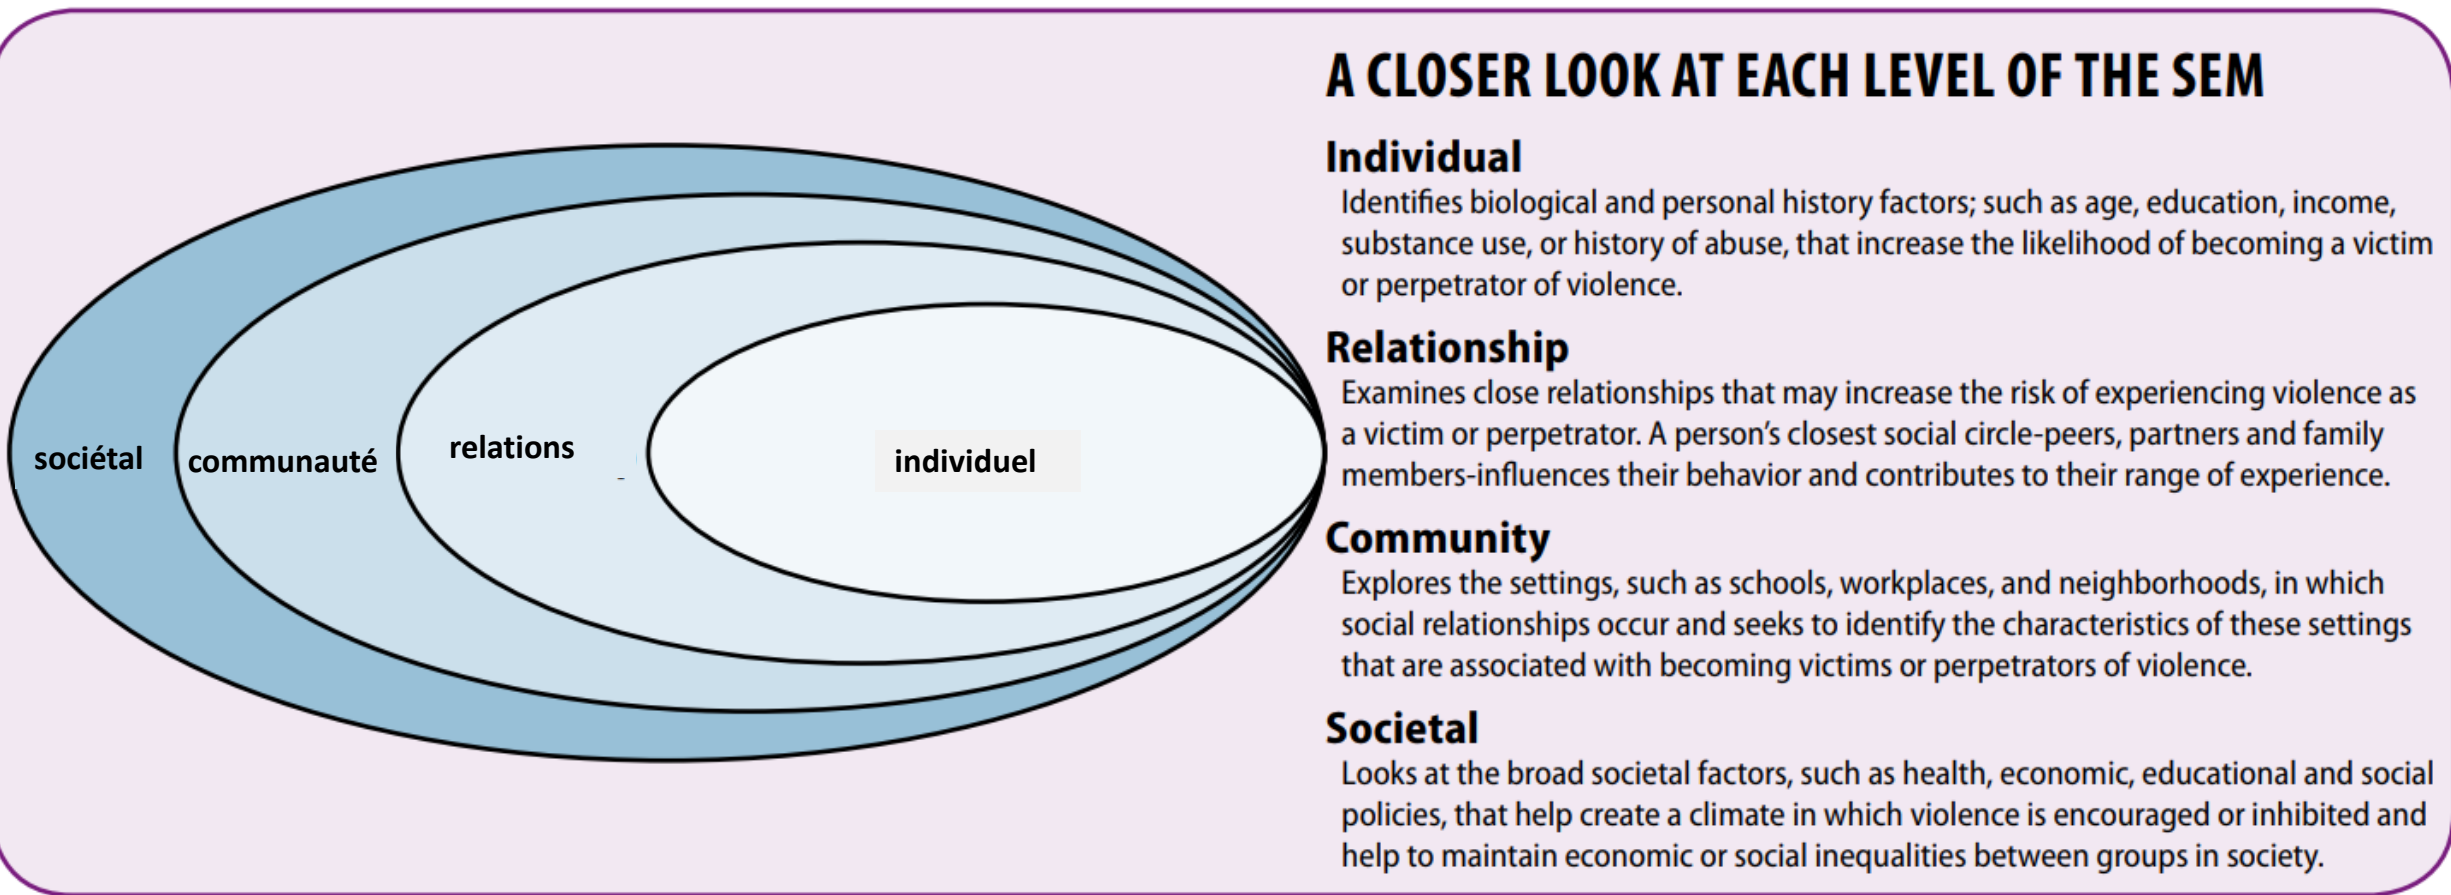 sociétal
communauté
relations
individuel
A CLOSER LOOK AT EACH LEVEL OF THE SEM
Individual
Identifies biological and personal history factors; such as age, education, income,
substance use, or history of abuse, that increase the likelihood of becoming a victim
or perpetrator of violence.
Relationship
Examines close relationships that may increase the risk of experiencing violence as
a victim or perpetrator. A person’s closest social circle-peers, partners and family
members-influences their behavior and contributes to their range of experience.
Community
Explores the settings, such as schools, workplaces, and neighborhoods, in which
social relationships occur and seeks to identify the characteristics of these settings
that are associated with becoming victims or perpetrators of violence.
Societal
Looks at the broad societal factors, such as health, economic, educational and social
policies, that help create a climate in which violence is encouraged or inhibited and
help to maintain economic or social inequalities between groups in society.